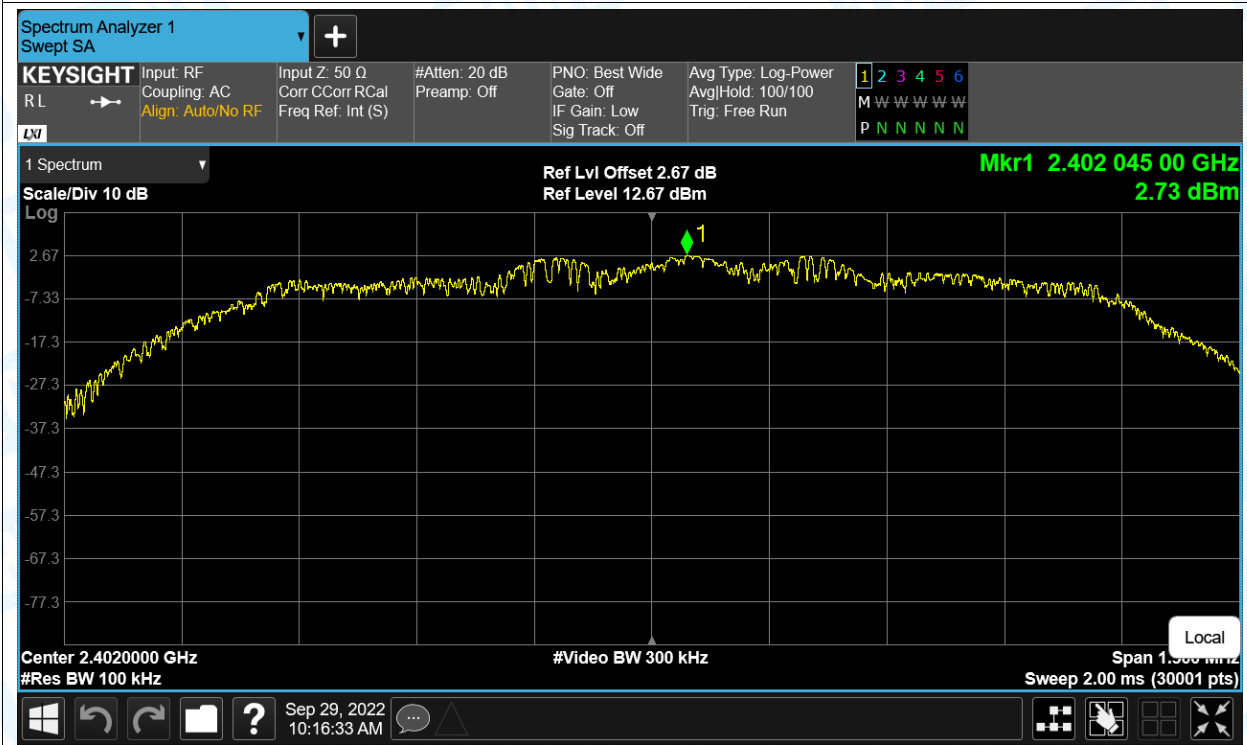 Spectrum Analyzer 1
Swept SA
KEYSIGHT
R L
LXI
Input: RF
Coupling: AC
Align: Auto/No RF
Input Z: 50 Ω
Corr CCorr RCal
Freq Ref: Int (S)
#Atten: 20 dB
Preamp: Off
PNO: Best Wide
Gate: Off
IF Gain: Low
Sig Track: Off
Avg Type: Log-Power
Avg|Hold: 100/100
Trig: Free Run
1 2 3 4 5 6
M W W W W W
P N N N N N
1 Spectrum
Scale/Div 10 dB
Log
Ref Lvl Offset 2.67 dB
Ref Level 12.67 dBm
Mkr1 2.402 045 00 GHz
2.73 dBm
1
2.67
-7.33
-17.3
-27.3
-37.3
-47.3
-57.3
-67.3
-77.3
Local
Center 2.4020000 GHz
#Video BW 300 kHz
Span
#Res BW 100 kHz
Sweep 2.00 ms (30001 pts)
?
Sep 29, 2022
10:16:33 AM